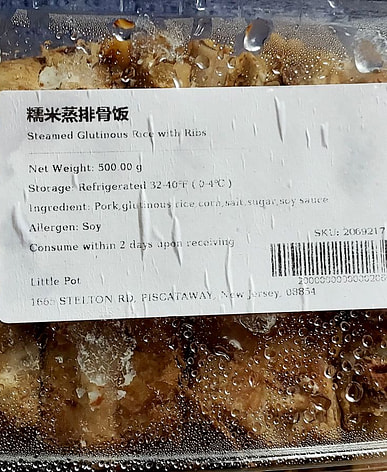 糯米蒸排骨饭
Steamed Glutinous Rice with Ribs
Net Weight: 500.00 g
Storage: Refrigerated 32-40°F ( 0-4°C )
Ingredient: Pork,glutinous rice corn,salt,sugar,soy sauce
Allergen: Soy
SKU: 2069217
Consume within 2 days upon receiving
Little Pot
1665 STELTON RD, PISCATAWAY, New Jersey, 08854